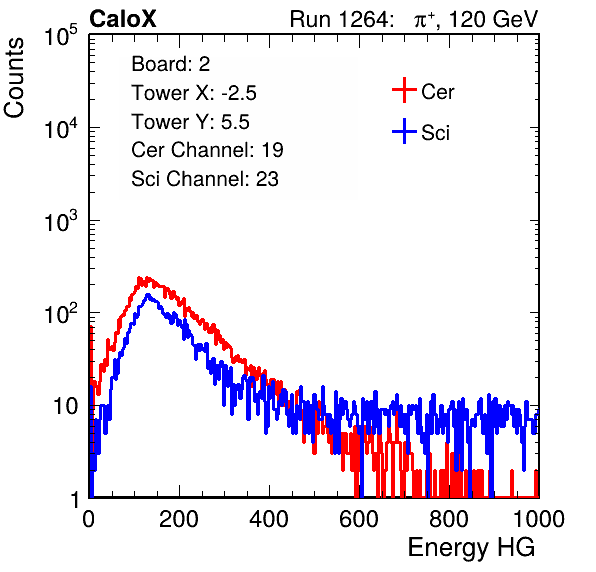 CaloX Run 1264: π⁺, 120 GeV
Counts
10⁵
10⁴
10³
10²
10
1
Board: 2
Tower X: -2.5
Tower Y: 5.5
Cer Channel: 19
Sci Channel: 23
Cer
Sci
0 200 400 600 800 1000
Energy HG